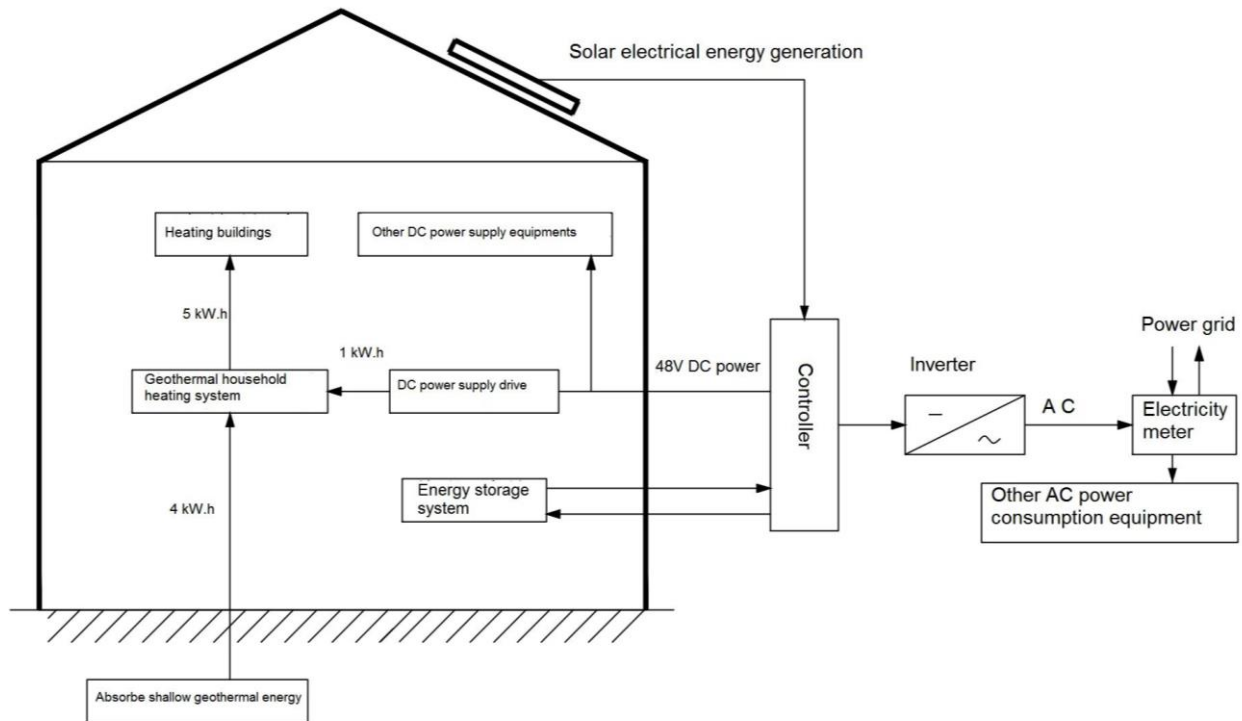 Solar electrical energy generation
Heating buildings
Other DC power supply equipments
5 kW.h
1 kW.h
48V DC power
Power grid
Inverter
Geothermal household
heating system
DC power supply drive
Controller
A C
Electricity
meter
4 kW.h
Energy storage
system
Other AC power
consumption equipment
Absorbe shallow geothermal energy